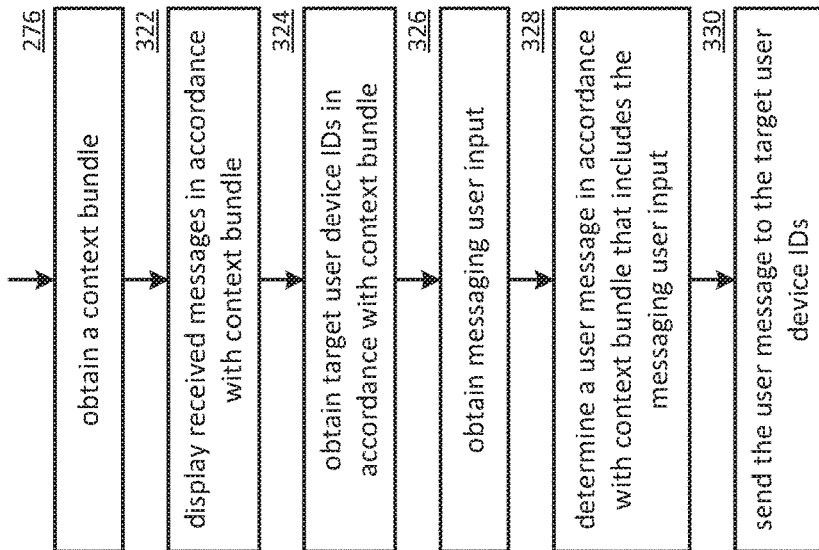 276
obtain a context bundle
322
display received messages in accordance
with context bundle
324
obtain target user device IDs in
accordance with context bundle
326
obtain messaging user input
328
determine a user message in accordance
with context bundle that includes the
messaging user input
330
send the user message to the target user
device IDs